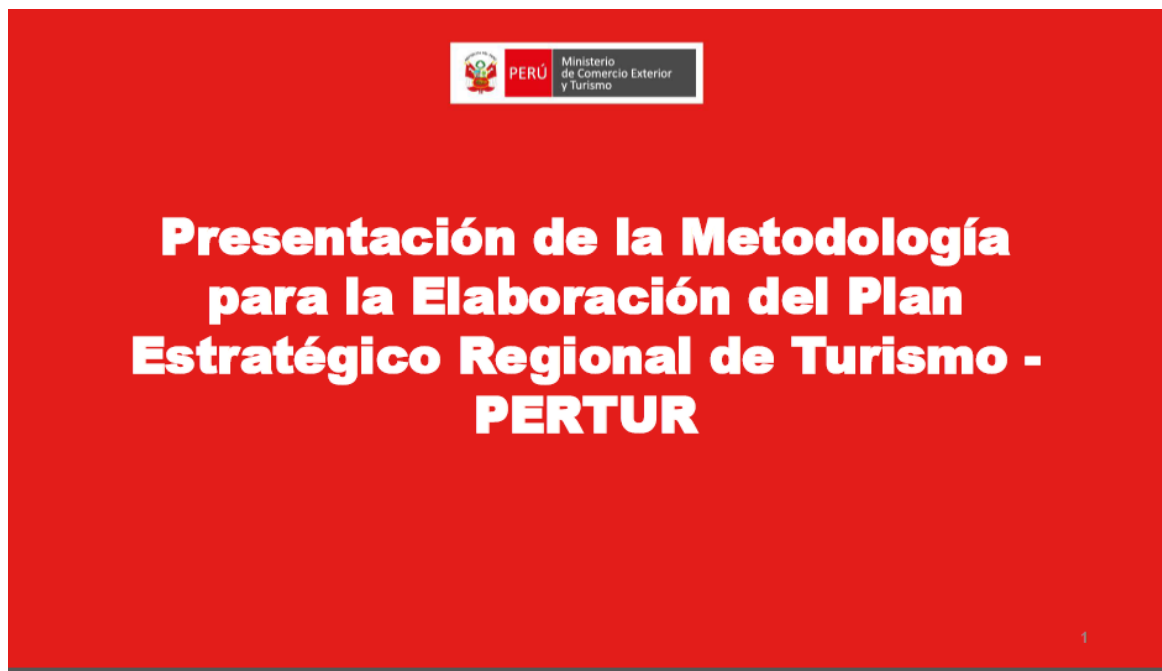 PERÚ
Ministerio
de Comercio Exterior
y Turismo
Presentación de la Metodología
para la Elaboración del Plan
Estratégico Regional de Turismo -
PERTUR
1